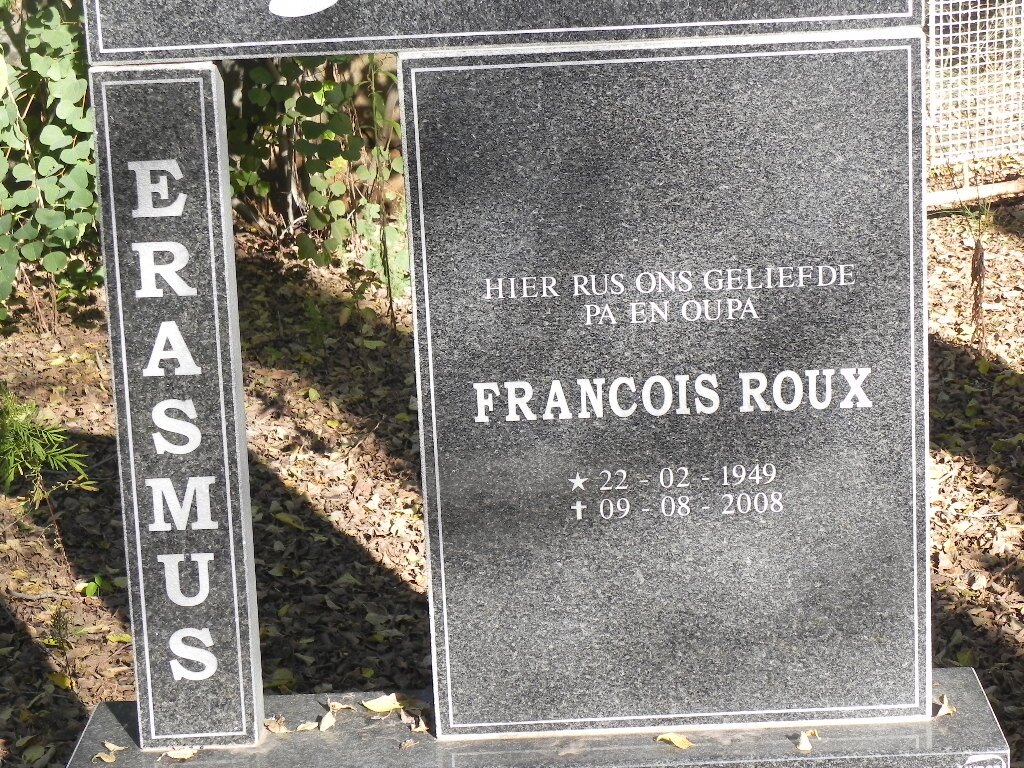 ERASMUS
HIER RUS ONS GELIEFDE
PA EN OUPA
FRANCOIS ROUX
★ 22 - 02 - 1949
✝ 09 - 08 - 2008